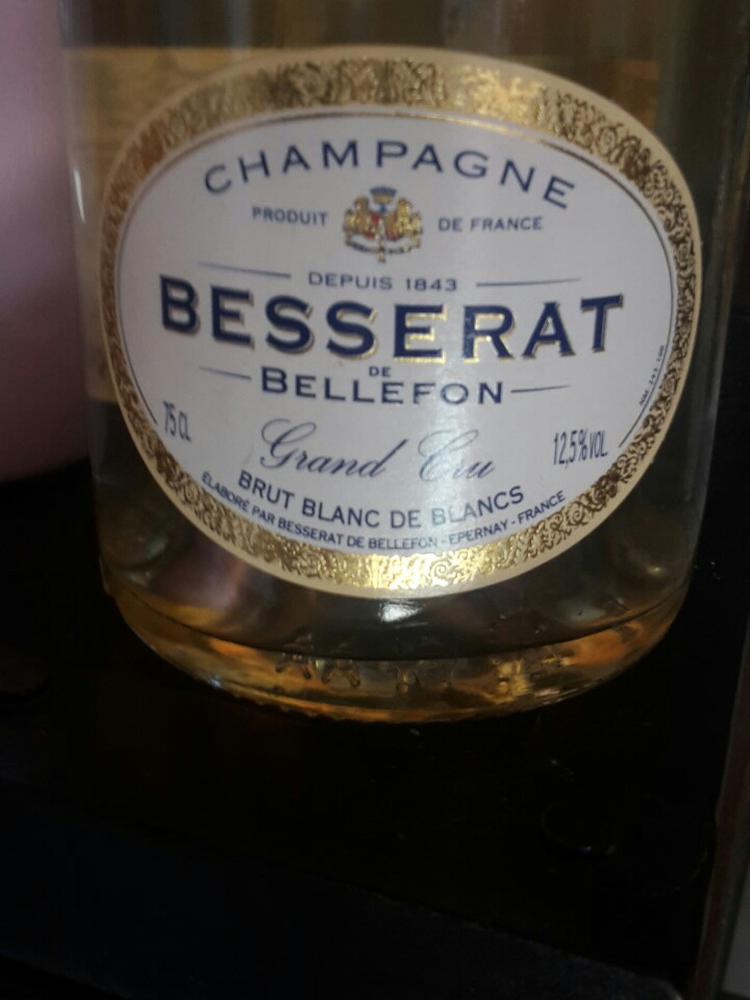 CHAMPAGNE
PRODUIT DE FRANCE
DEPUIS 1843
BESSERAT
DE
BELLEFON
75 CL
12,5%VOL.
Grand Cru
BRUT BLANC DE BLANCS
ÉLABORÉ PAR BESSERAT DE BELLEFON - EPERNAY - FRANCE